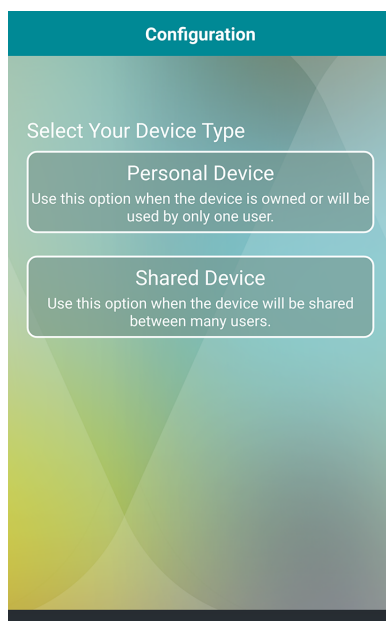 Configuration
Select Your Device Type
Personal Device
Use this option when the device is owned or will be
used by only one user.
Shared Device
Use this option when the device will be shared
between many users.